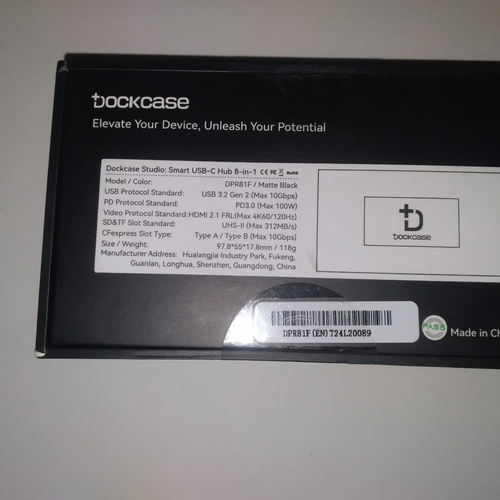 DOCKCASE
Elevate Your Device, Unleash Your Potential
Dockcase Studio: Smart USB-C Hub 8-in-1 CE FC RoHS
Model / Color: DPR81F / Matte Black
USB Protocol Standard: USB 3.2 Gen 2 (Max 10Gbps)
PD Protocol Standard: PD3.0 (Max 100W)
Video Protocol Standard: HDMI 2.1 FRL(Max 4K60/120Hz)
SD&TF Slot Standard: UHS-II (Max 312MB/s)
CFexpress Slot Type: Type A / Type B (Max 10Gbps)
Size / Weight: 97.8*55*17.8mm / 118g
Manufacturer Address: Hualangjia Industry Park, Fukeng,
Guanlan, Longhua, Shenzhen, Guangdong, China
DOCKCASE
DPR81F(EN)724L20089
PASS
Made in Ch